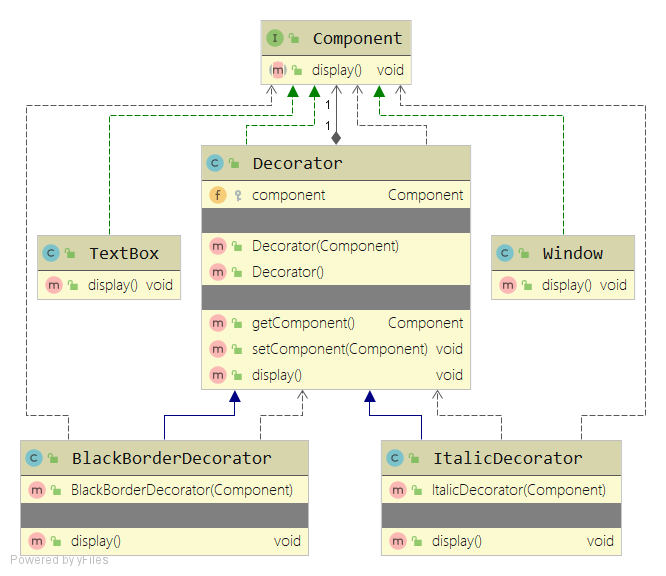 I Component
m display() void
1
1
C Decorator
f component Component
m Decorator(Component)
m Decorator()
m getComponent() Component
m setComponent(Component) void
m display() void
C TextBox
m display() void
C Window
m display() void
C BlackBorderDecorator
m BlackBorderDecorator(Component)
m display() void
C ItalicDecorator
m ItalicDecorator(Component)
m display() void
Powered by yFiles